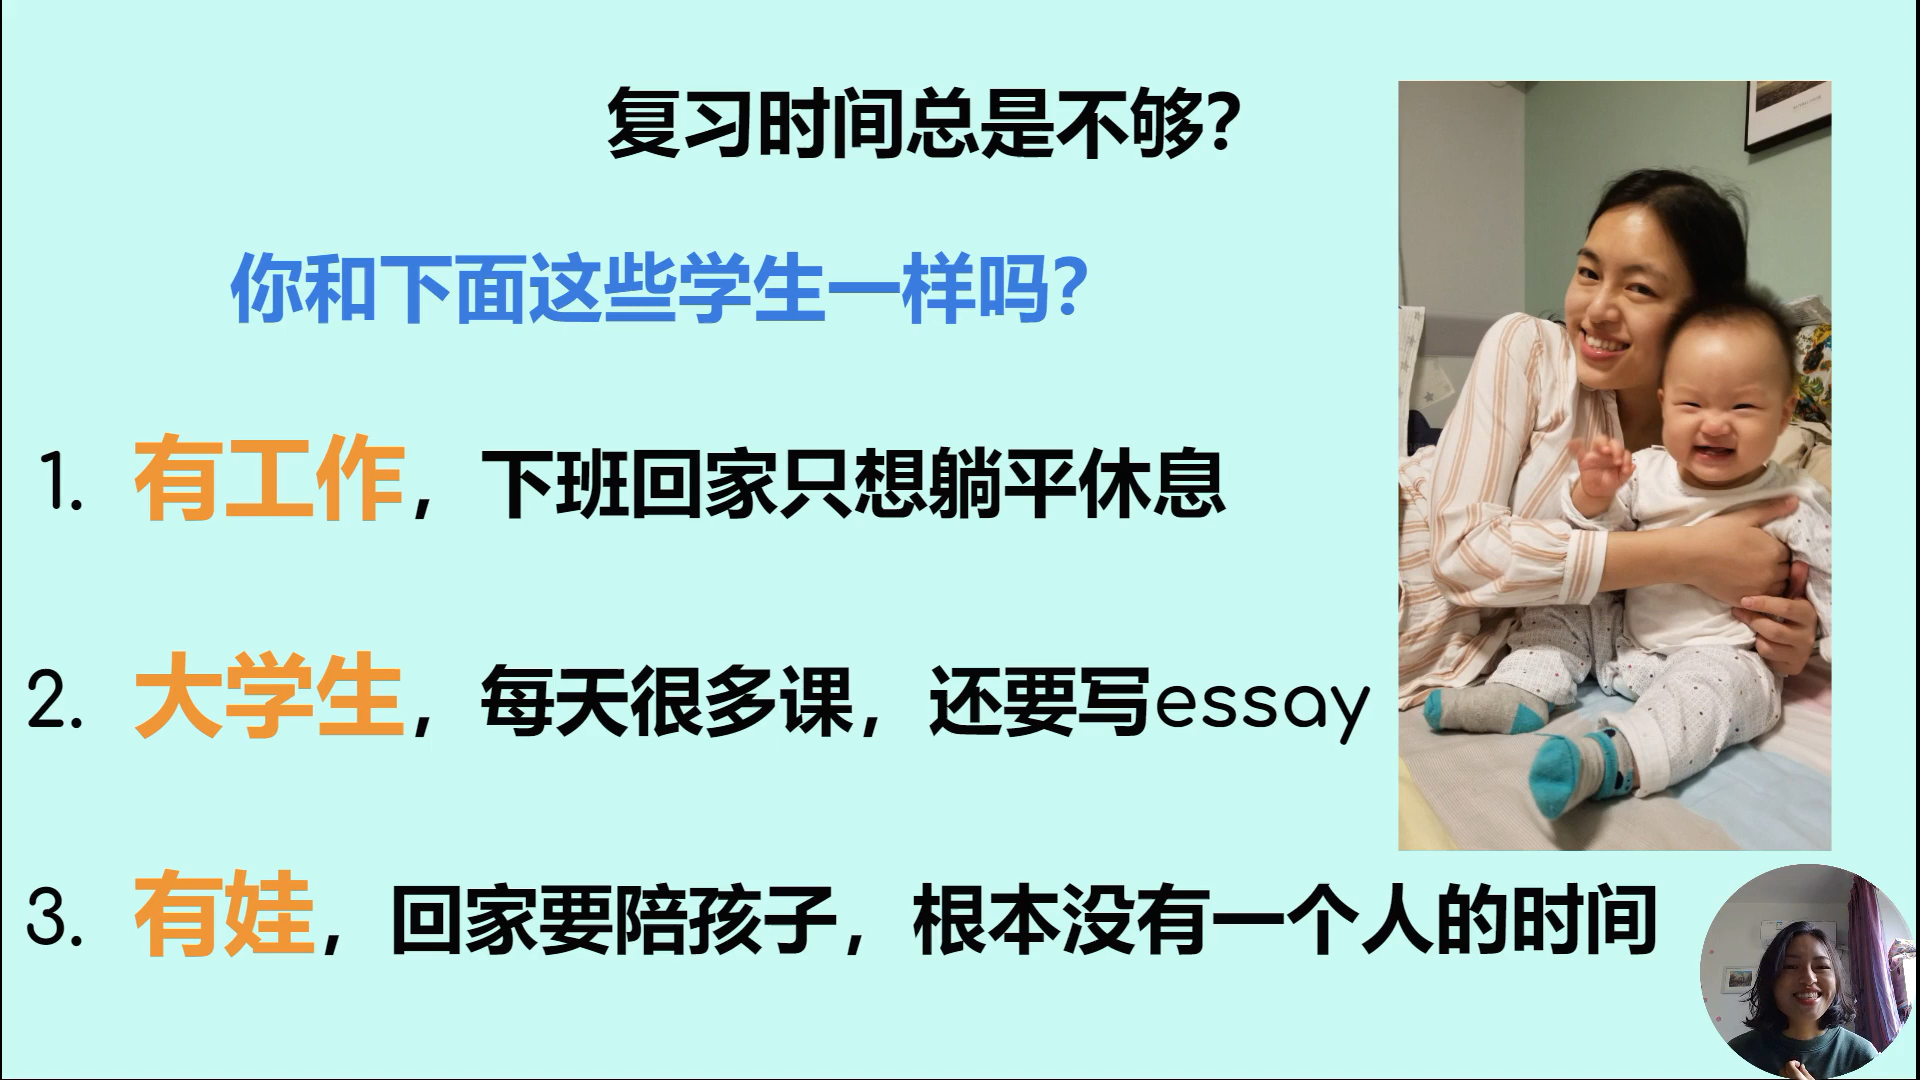 复习时间总是不够？
你和下面这些学生一样吗？
1. 有工作，下班回家只想躺平休息
2. 大学生，每天很多课，还要写essay
3. 有娃，回家要陪孩子，根本没有一个人的时间